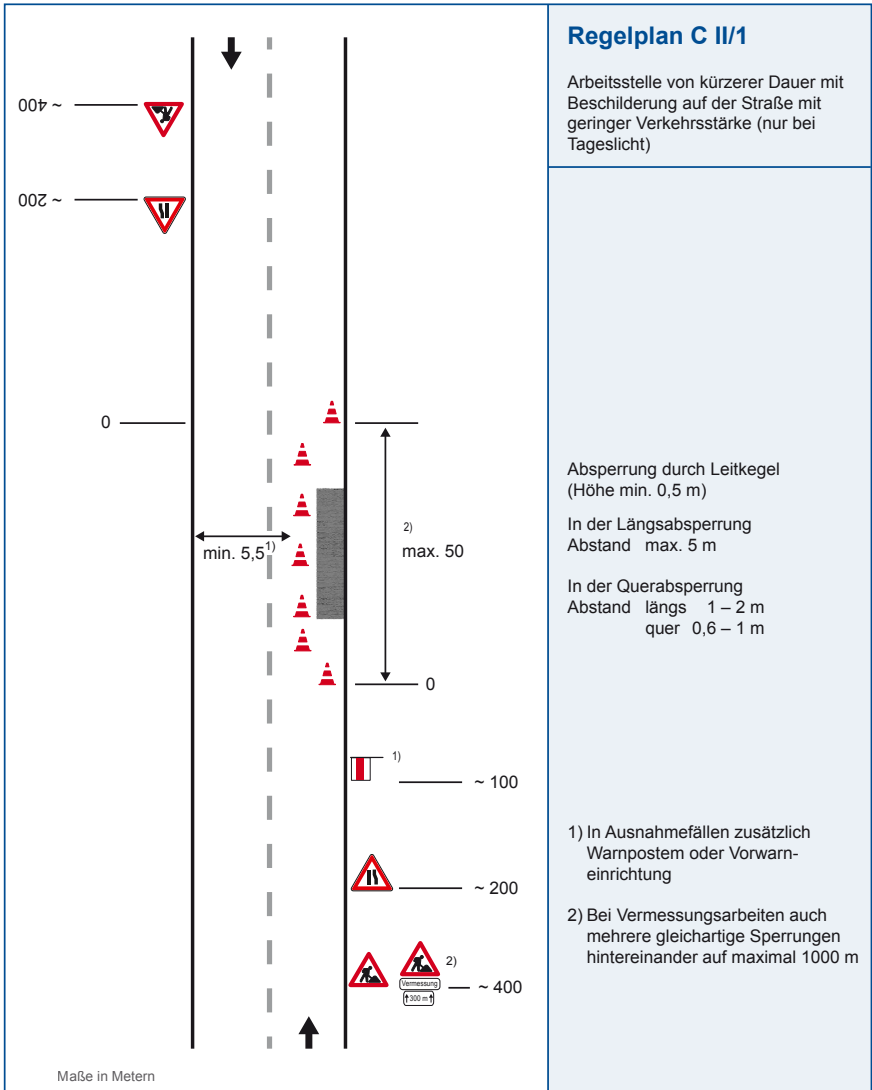 Regelplan C II/1
Arbeitsstelle von kürzerer Dauer mit
Beschilderung auf der Straße mit
geringer Verkehrsstärke (nur bei
Tageslicht)
~ 400
~ 200
0
min. 5,5 1)
2)
max. 50
0
1)
~ 100
~ 200
2)
Vermessung
300 m
~ 400
Absperrung durch Leitkegel
(Höhe min. 0,5 m)
In der Längsabsperrung
Abstand max. 5 m
In der Querabsperrung
Abstand längs 1 – 2 m
quer 0,6 – 1 m
1) In Ausnahmefällen zusätzlich
Warnpostem oder Vorwarn-
einrichtung
2) Bei Vermessungsarbeiten auch
mehrere gleichartige Sperrungen
hintereinander auf maximal 1000 m
Maße in Metern